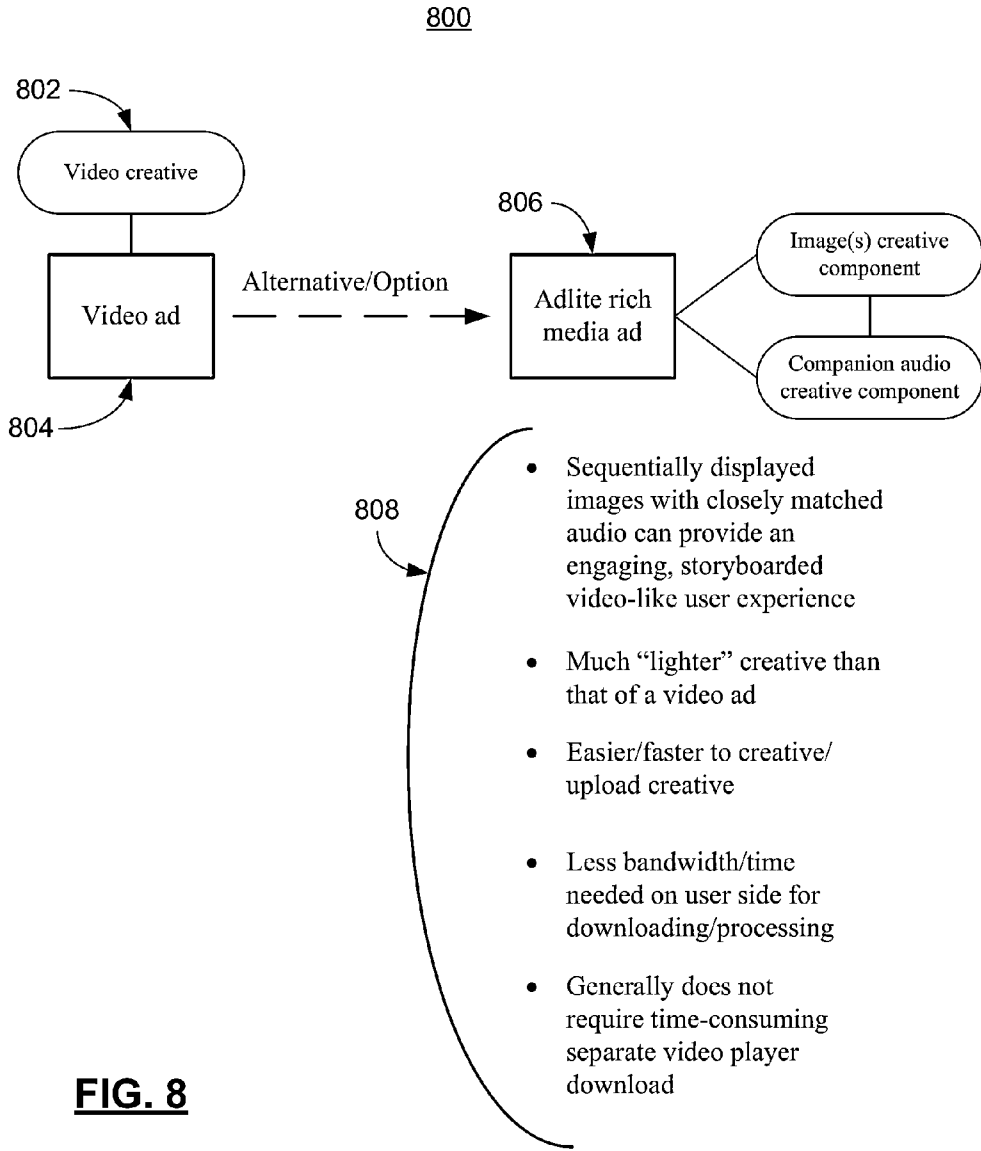 800
802
Video creative
806
Image(s) creative
component
Video ad
Alternative/Option
Adlite rich
media ad
Companion audio
creative component
804
808
• Sequentially displayed
images with closely matched
audio can provide an
engaging, storyboarded
video-like user experience
• Much “lighter” creative than
that of a video ad
• Easier/faster to creative/
upload creative
• Less bandwidth/time
needed on user side for
downloading/processing
• Generally does not
require time-consuming
separate video player
download
FIG. 8